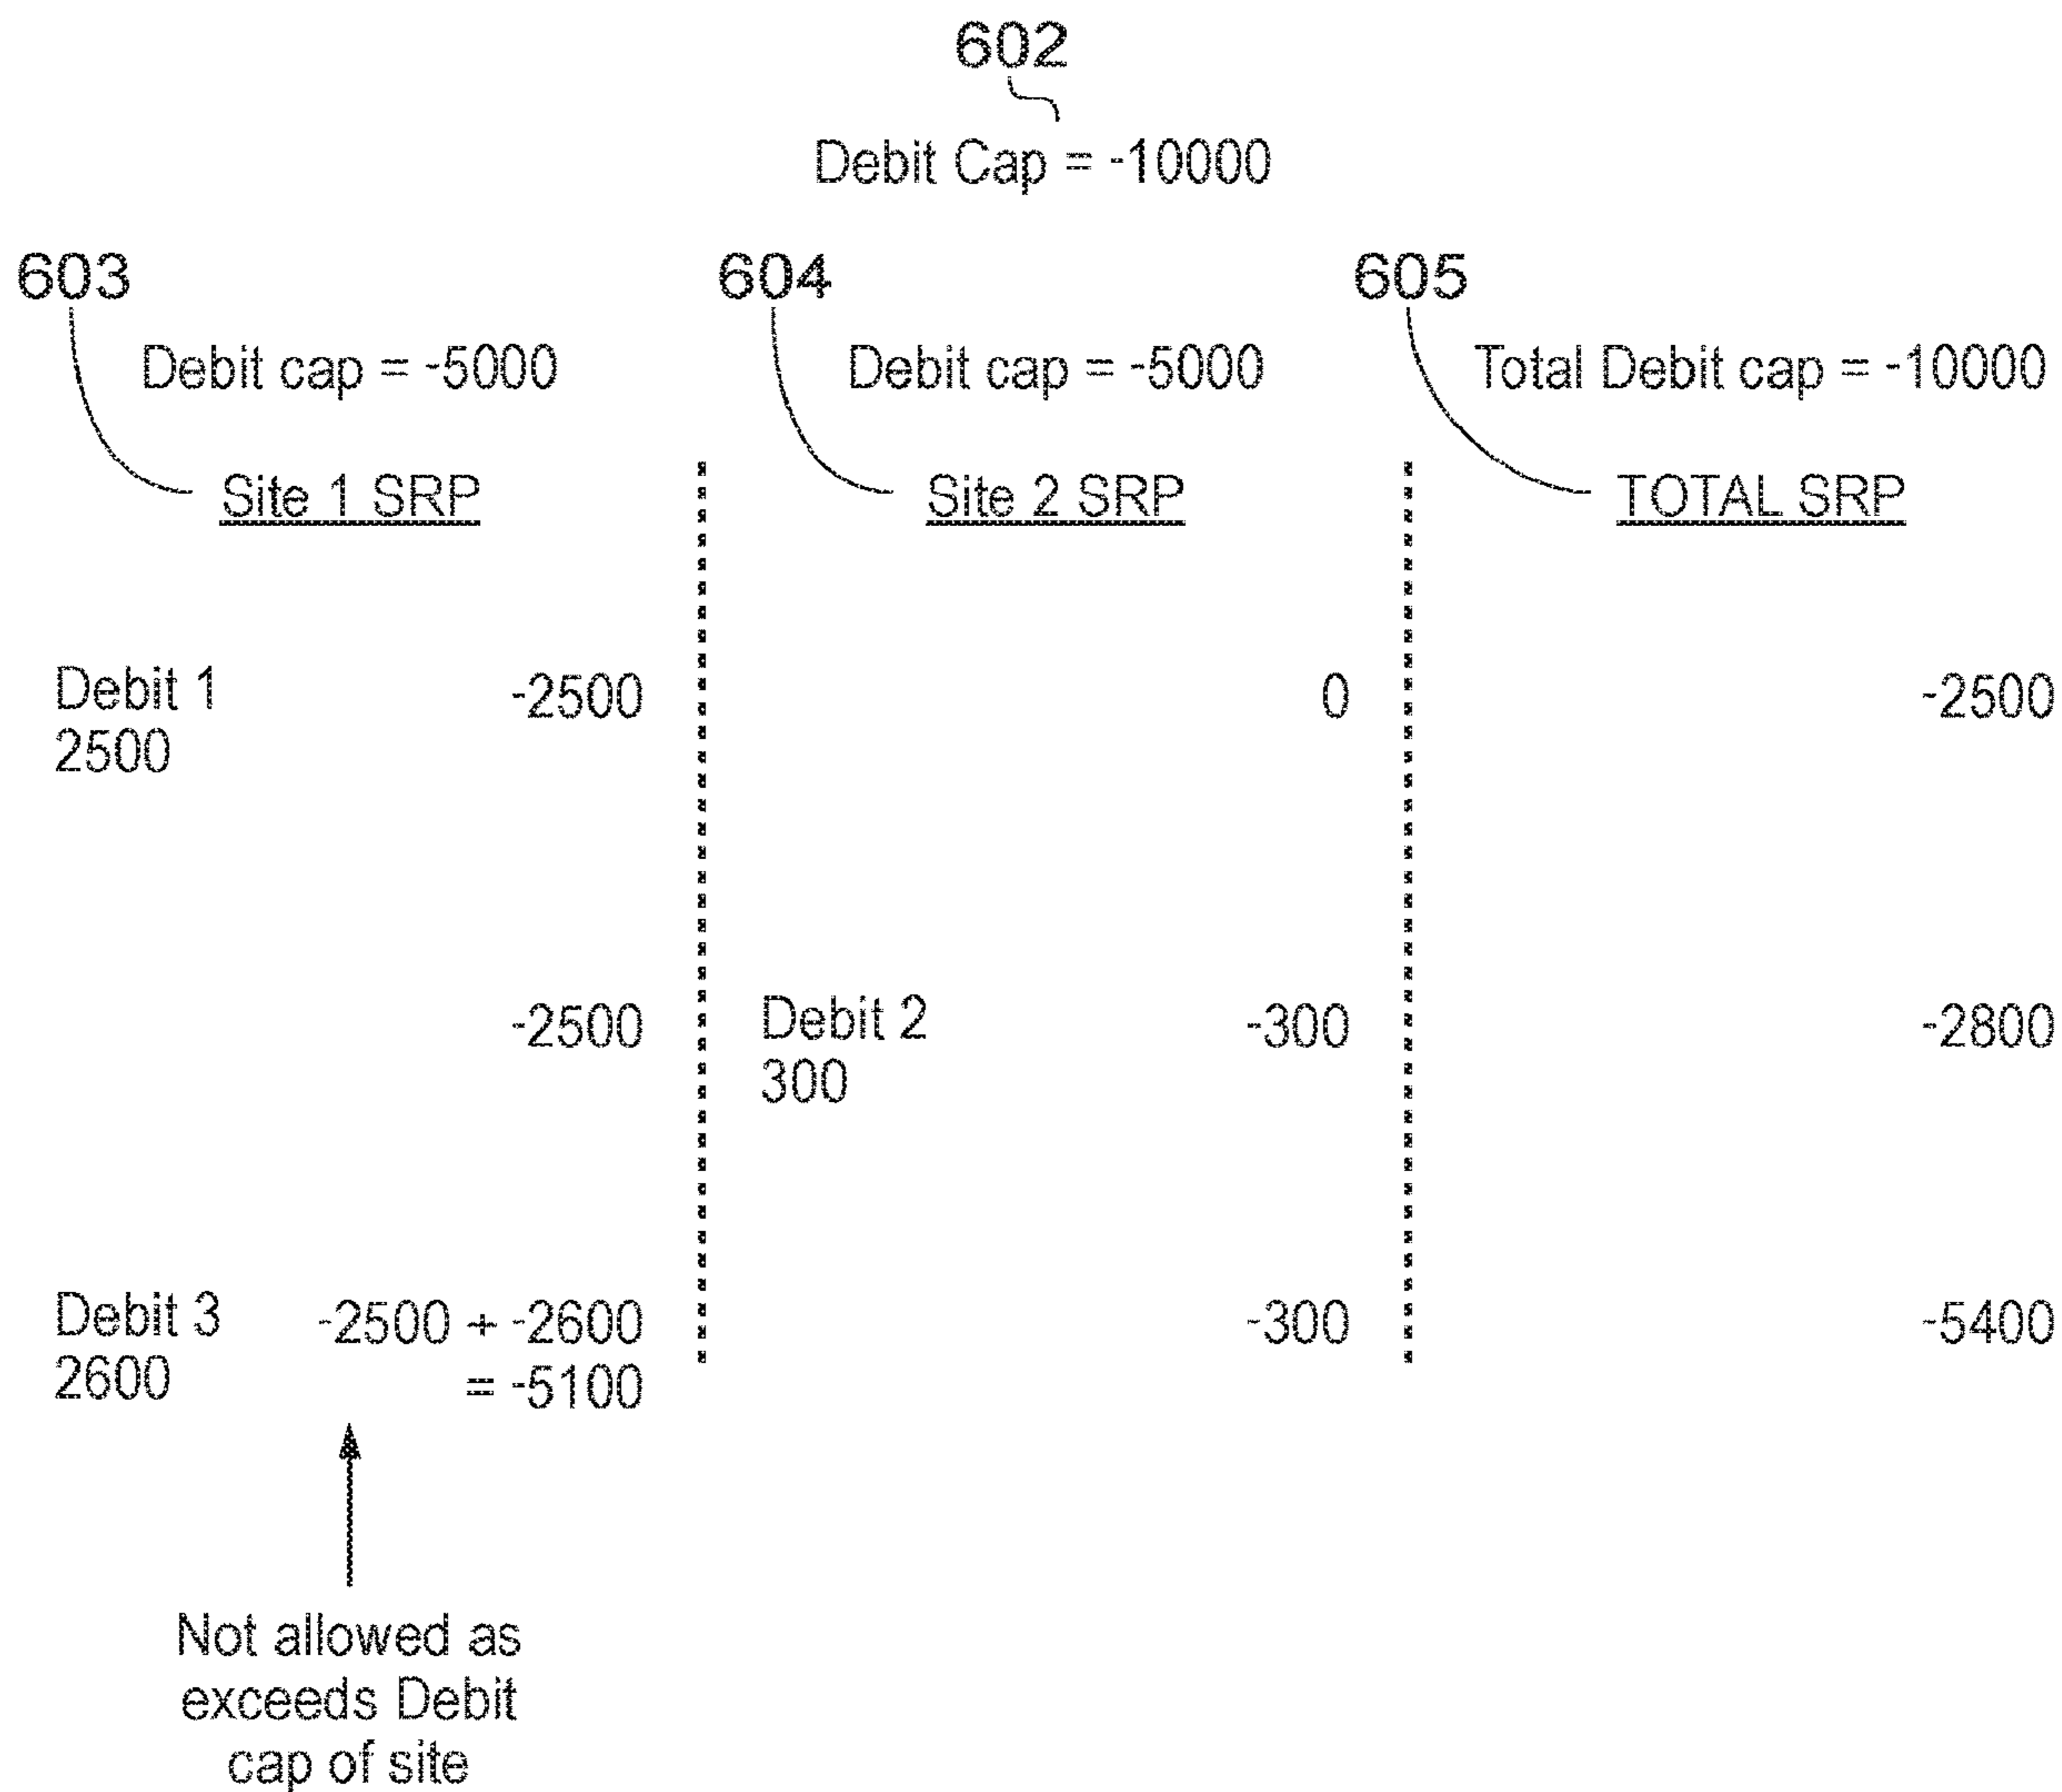 602
Debit Cap = -10000
603
604
605
Debit cap = -5000
Debit cap = -5000
Total Debit cap = -10000
Site 1 SRP
Site 2 SRP
TOTAL SRP
Debit 1
2500
-2500
0
-2500
-2500
Debit 2
300
-300
-2800
Debit 3
2600
-2500 + -2600
= -5100
-300
-5400
Not allowed as
exceeds Debit
cap of site